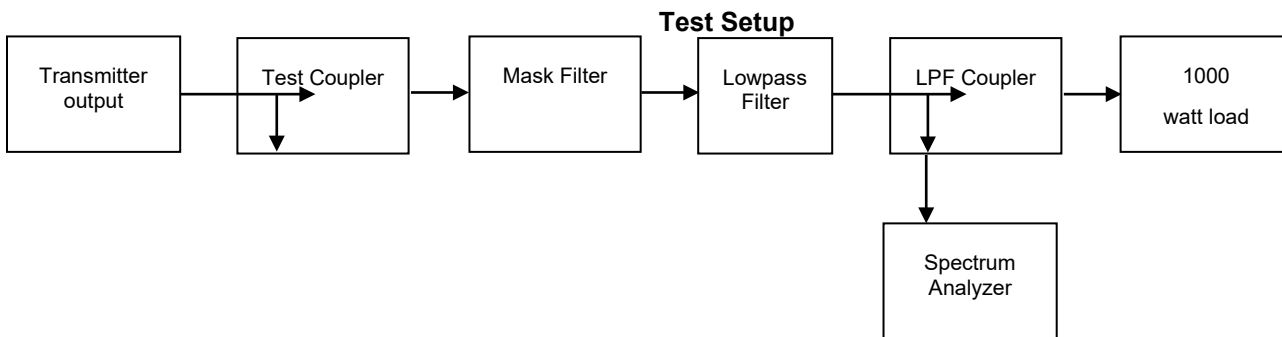 Test Setup
Transmitter
output
Test Coupler
Mask Filter
Lowpass
Filter
LPF Coupler
1000
watt load
Spectrum
Analyzer